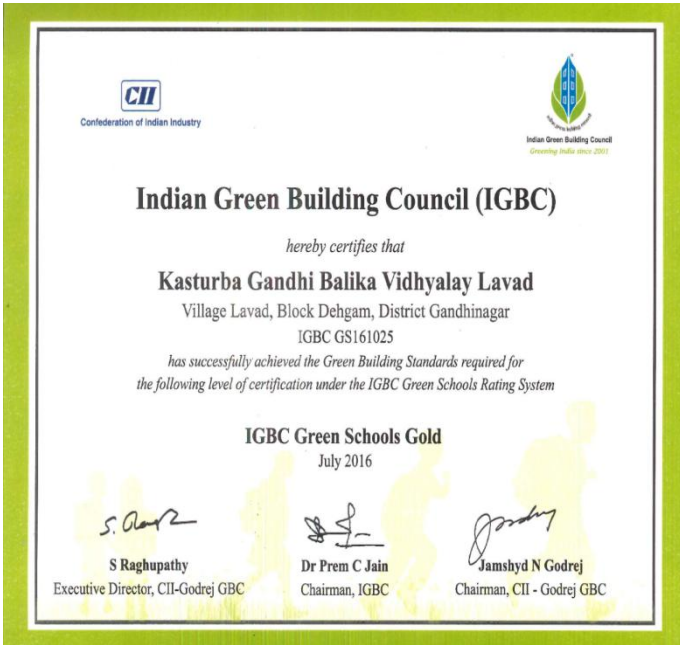 CII
Confederation of Indian Industry
Indian Green Building Council
Greening India since 2001
Indian Green Building Council (IGBC)
hereby certifies that
Kasturba Gandhi Balika Vidhyalay Lavad
Village Lavad, Block Dehgam, District Gandhinagar
IGBC GS161025
has successfully achieved the Green Building Standards required for
the following level of certification under the IGBC Green Schools Rating System
IGBC Green Schools Gold
July 2016
S Raghupathy
Executive Director, CII-Godrej GBC
Dr Prem C Jain
Chairman, IGBC
Jamshyd N Godrej
Chairman, CII - Godrej GBC